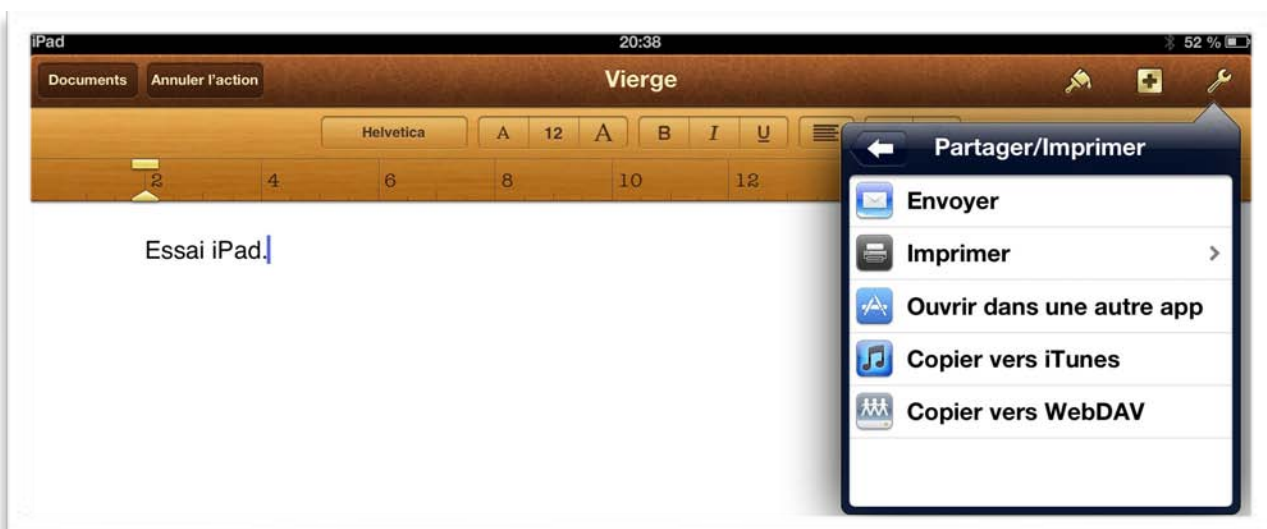 iPad 20:38 52 %
Documents Annuler l'action Vierge
Helvetica A 12 A B I U
2 4 6 8 10 12
Essai iPad.
Partager/Imprimer
Envoyer
Imprimer
Ouvrir dans une autre app
Copier vers iTunes
Copier vers WebDAV